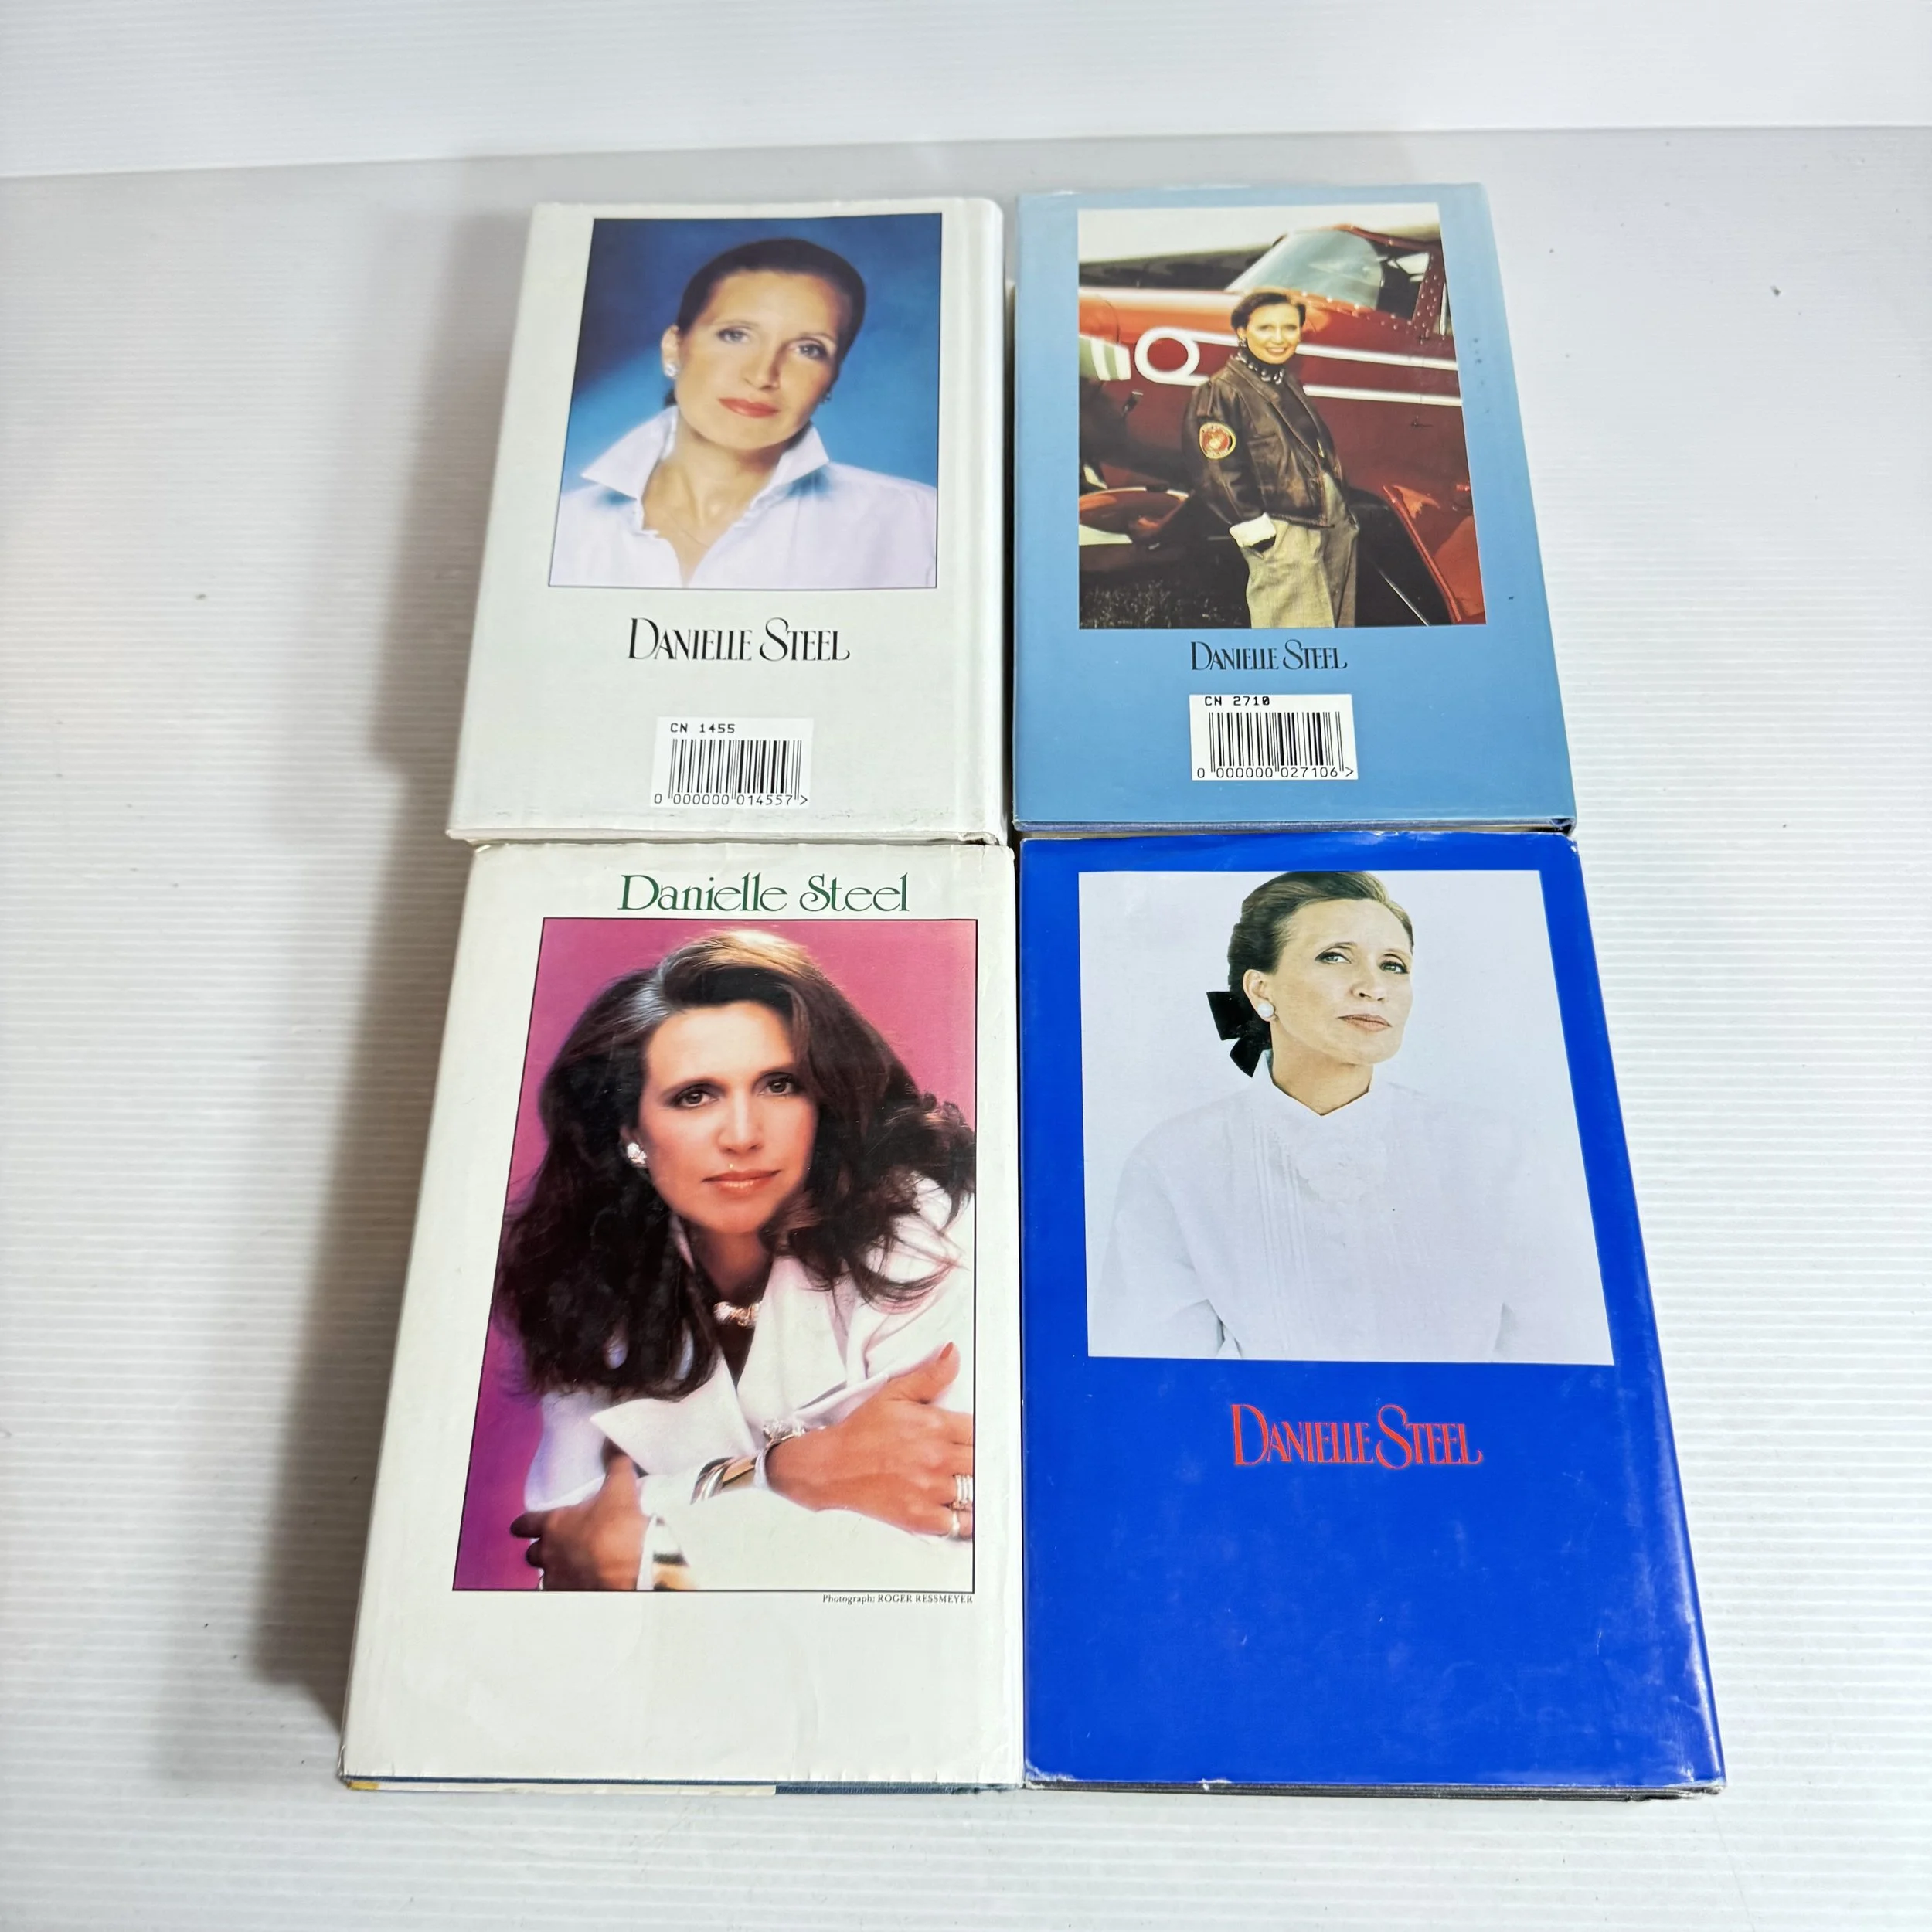 DANIELLE STEEL
CN 1455
0 000000 014557 >
DANIELLE STEEL
CN 2710
0 000000 027106 >
Danielle Steel
Photograph: ROGER RESSMEYER
DANIELLE STEEL